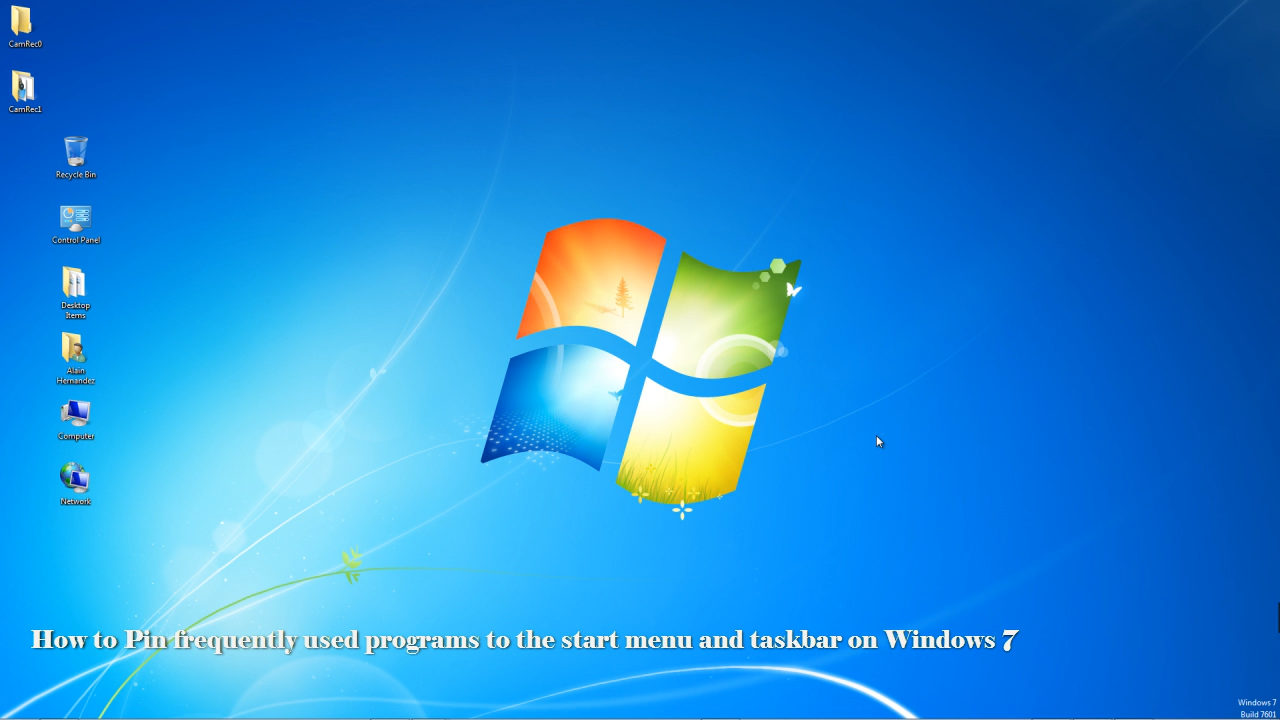 CamRec0
CamRec1
Recycle Bin
Control Panel
Desktop
Items
Alain
Hernandez
Computer
Network
How to Pin frequently used programs to the start menu and taskbar on Windows 7
Windows 7
Build 7601